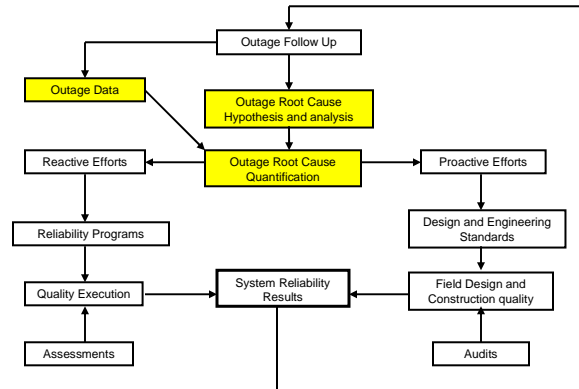 Outage Follow Up
Outage Data
Outage Root Cause
Hypothesis and analysis
Reactive Efforts
Outage Root Cause
Quantification
Proactive Efforts
Reliability Programs
Design and Engineering
Standards
Quality Execution
System Reliability
Results
Field Design and
Construction quality
Assessments
Audits